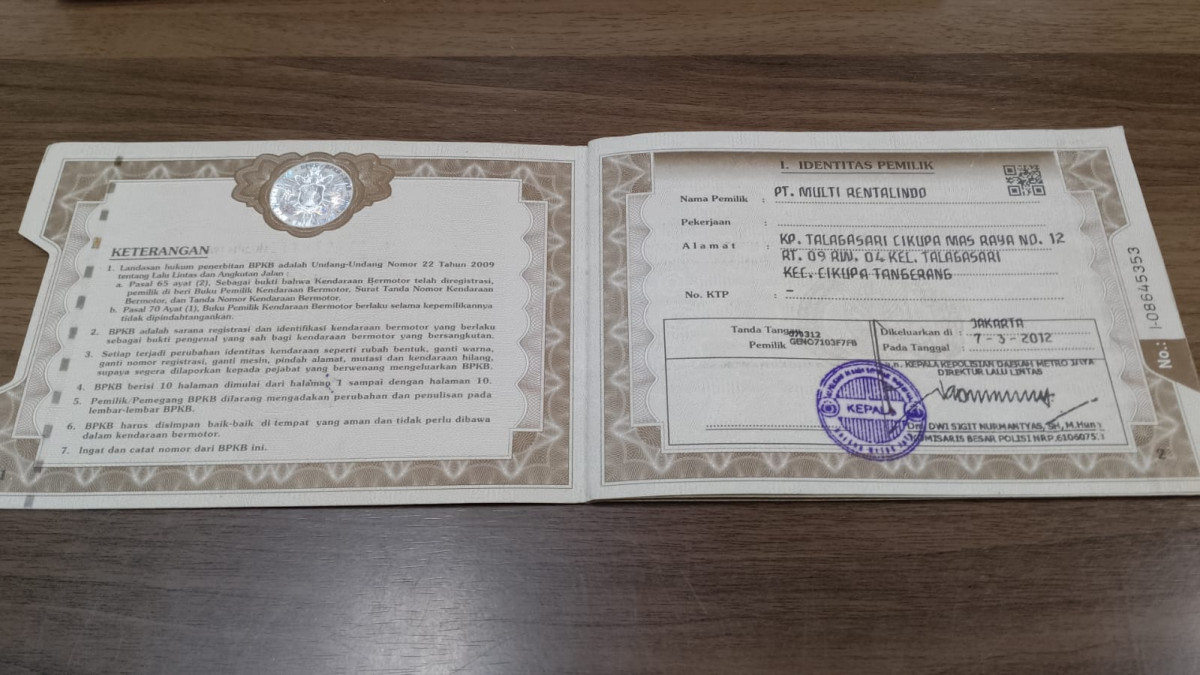 KETERANGAN
1. Landasan hukum penerbitan BPKB adalah Undang-Undang Nomor 22 Tahun 2009
tentang Lalu Lintas dan Angkutan Jalan :
a. Pasal 65 ayat (2), Sebagai bukti bahwa Kendaraan Bermotor telah diregistrasi,
pemilik di beri Buku Pemilik Kendaraan Bermotor, Surat Tanda Nomor Kendaraan
Bermotor, dan Tanda Nomor Kendaraan Bermotor.
b. Pasal 70 Ayat (1), Buku Pemilik Kendaraan Bermotor berlaku selama kepemilikannya
tidak dipindahtangankan.
2. BPKB adalah sarana registrasi dan identifikasi kendaraan bermotor yang berlaku
sebagai bukti pengenal yang sah bagi kendaraan bermotor yang bersangkutan.
3. Setiap terjadi perubahan identitas kendaraan seperti rubah bentuk, ganti warna,
ganti nomor registrasi, ganti mesin, pindah alamat, mutasi dan kendaraan hilang,
supaya segera dilaporkan kepada pejabat yang berwenang mengeluarkan BPKB.
4. BPKB berisi 10 halaman dimulai dari halaman 1 sampai dengan halaman 10.
5. Pemilik/Pemegang BPKB dilarang mengadakan perubahan dan penulisan pada
lembar-lembar BPKB.
6. BPKB harus disimpan baik-baik di tempat yang aman dan tidak perlu dibawa
dalam kendaraan bermotor.
7. Ingat dan catat nomor dari BPKB ini.
1
I. IDENTITAS PEMILIK
Nama Pemilik : PT. MULTI RENTALINDO
Pekerjaan :
Alamat : KP. TALAGASARI CIKUPA MAS RAYA NO. 12
RT. 09 RW. 04 KEL. TALAGASARI
KEC. CIKUPA TANGERANG
No. KTP : -
Tanda Tangan
Pemilik
079312
GENO7103F7FB
Dikeluarkan di : JAKARTA
Pada Tanggal : 7-3-2012
KEPALA KEPOLISIAN DAERAH METRO JAYA
DIREKTUR LALU LINTAS
KEPALA
DWI SIGIT NURMANTYAS, SH, M.Hum
KOMISARIS BESAR POLISI NRP.6106075
2
No.: I-08645353